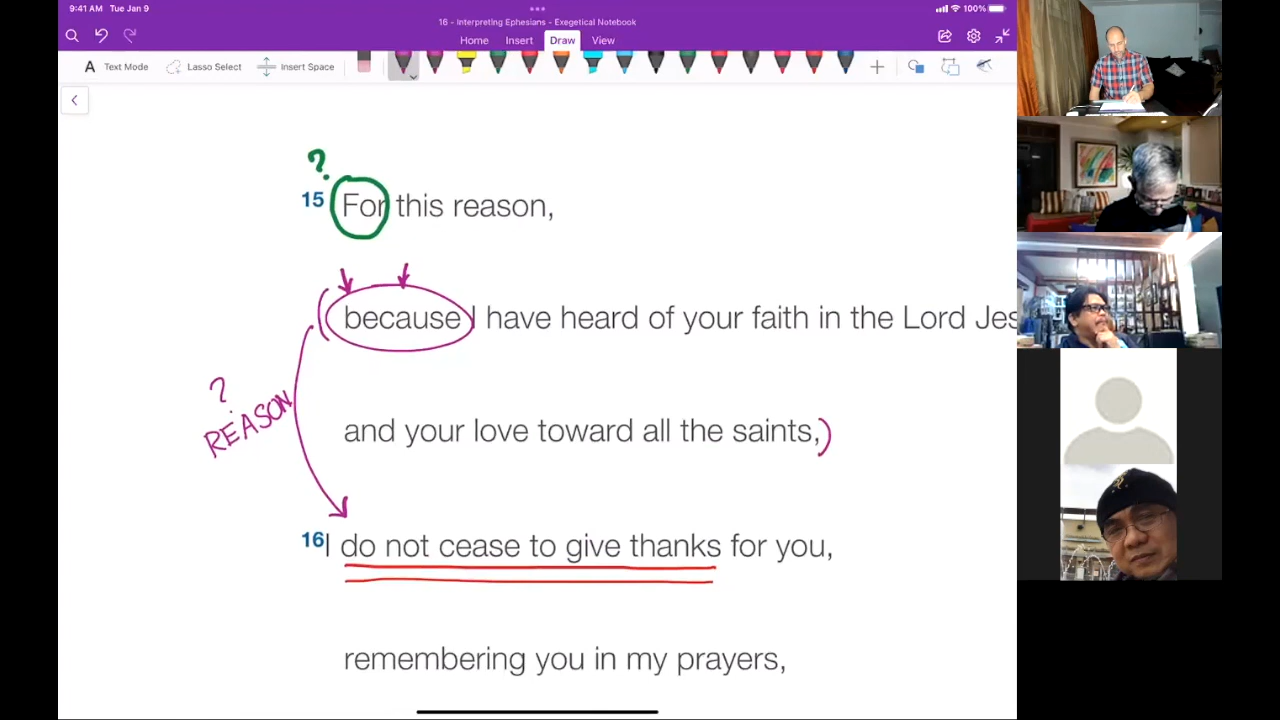 9:41 AM Tue Jan 9
100%
16 - Interpreting Ephesians - Exegetical Notebook
Home Insert Draw View
A Text Mode Lasso Select Insert Space
?
15 For this reason,
because I have heard of your faith in the Lord Jes
?
REASON
and your love toward all the saints,)
16 I do not cease to give thanks for you,
remembering you in my prayers,